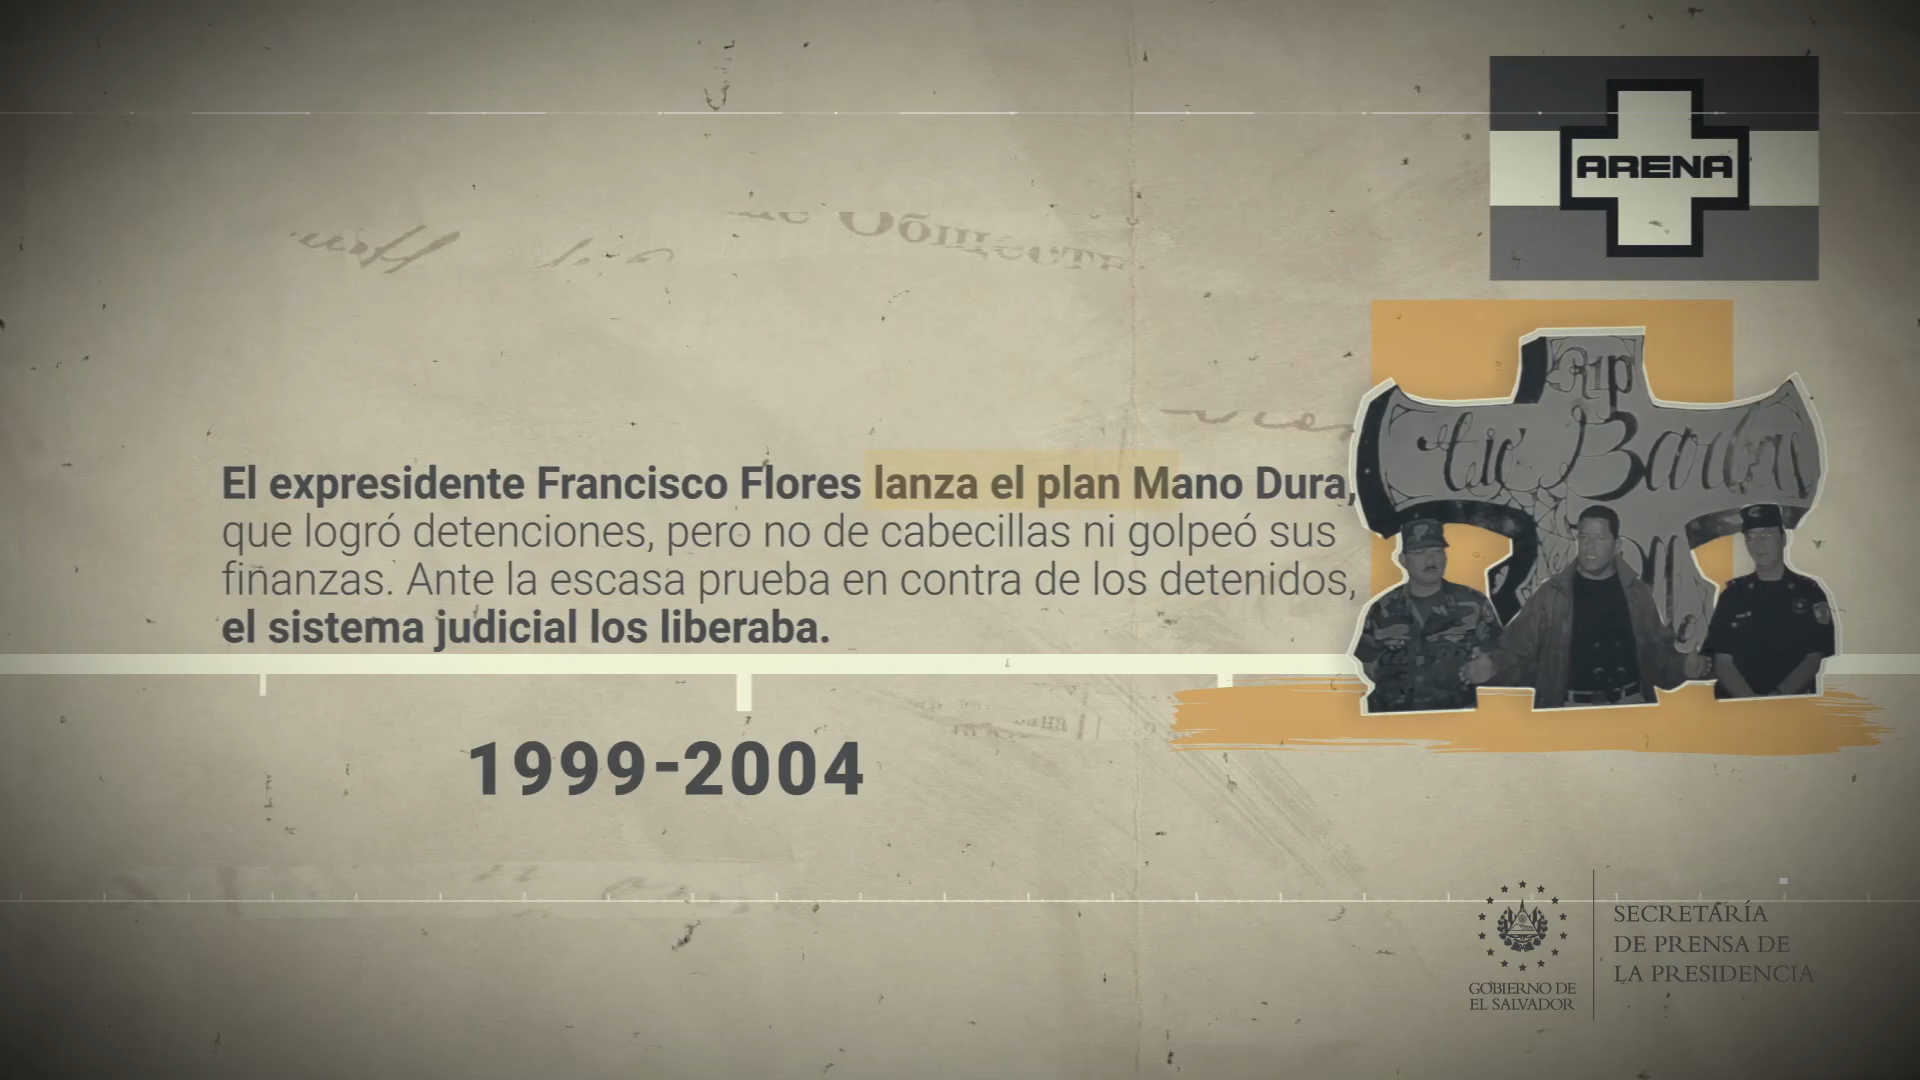 ARENA
RIP
El expresidente Francisco Flores lanza el plan Mano Dura,
que logró detenciones, pero no de cabecillas ni golpeó sus
finanzas. Ante la escasa prueba en contra de los detenidos,
el sistema judicial los liberaba.
1999-2004
GOBIERNO DE
EL SALVADOR
SECRETARÍA
DE PRENSA DE
LA PRESIDENCIA